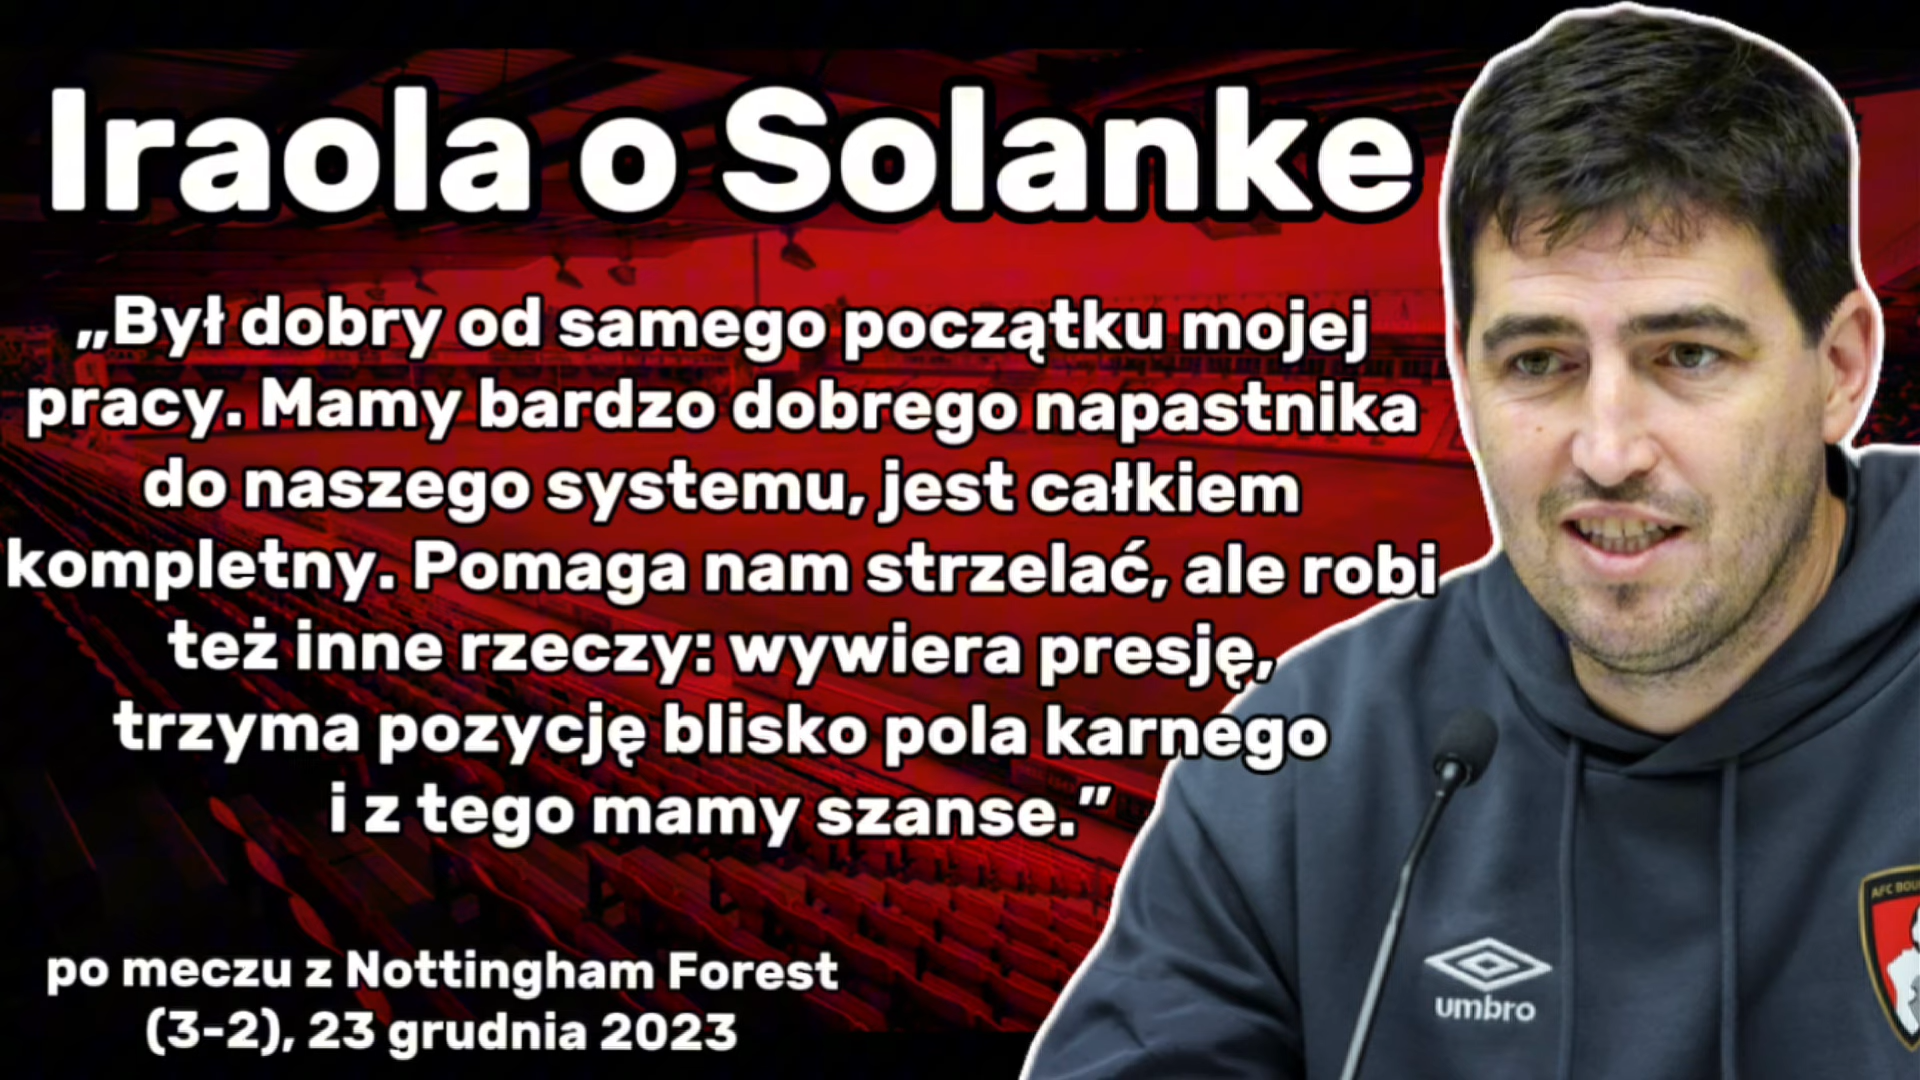 Iraola o Solanke
„Był dobry od samego początku mojej
pracy. Mamy bardzo dobrego napastnika
do naszego systemu, jest całkiem
kompletny. Pomaga nam strzelać, ale robi
też inne rzeczy: wywiera presję,
trzyma pozycję blisko pola karnego
i z tego mamy szanse.”
po meczu z Nottingham Forest
(3-2), 23 grudnia 2023
umbro
AFC